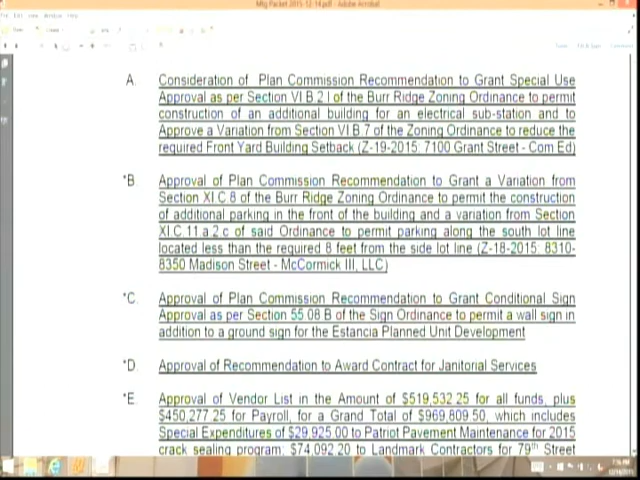 Mtg Packet 2015-12-14.pdf - Adobe Acrobat
A. Consideration of Plan Commission Recommendation to Grant Special Use
Approval as per Section VI.B.2.l of the Burr Ridge Zoning Ordinance to permit
construction of an additional building for an electrical sub-station and to
Approve a Variation from Section VI.B.7 of the Zoning Ordinance to reduce the
required Front Yard Building Setback (Z-19-2015: 7100 Grant Street - Com Ed)
*B. Approval of Plan Commission Recommendation to Grant a Variation from
Section XI.C.8 of the Burr Ridge Zoning Ordinance to permit the construction
of additional parking in the front of the building and a variation from Section
XI.C.11.a.2.c of said Ordinance to permit parking along the south lot line
located less than the required 8 feet from the side lot line (Z-18-2015: 8310-
8350 Madison Street - McCormick III, LLC)
*C. Approval of Plan Commission Recommendation to Grant Conditional Sign
Approval as per Section 55.08.B of the Sign Ordinance to permit a wall sign in
addition to a ground sign for the Estancia Planned Unit Development
*D. Approval of Recommendation to Award Contract for Janitorial Services
*E. Approval of Vendor List in the Amount of $519,532.25 for all funds, plus
$450,277.25 for Payroll, for a Grand Total of $969,809.50, which includes
Special Expenditures of $29,925.00 to Patriot Pavement Maintenance for 2015
crack sealing program; $74,092.20 to Landmark Contractors for 79th Street